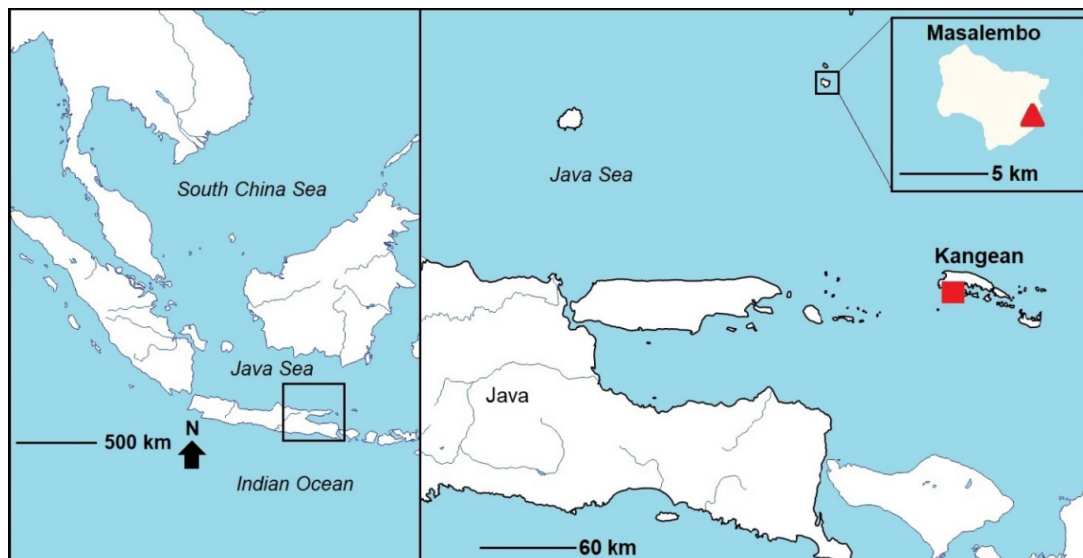 South China Sea
Java Sea
500 km
N
Indian Ocean
Java Sea
Masalembo
5 km
Kangean
Java
60 km